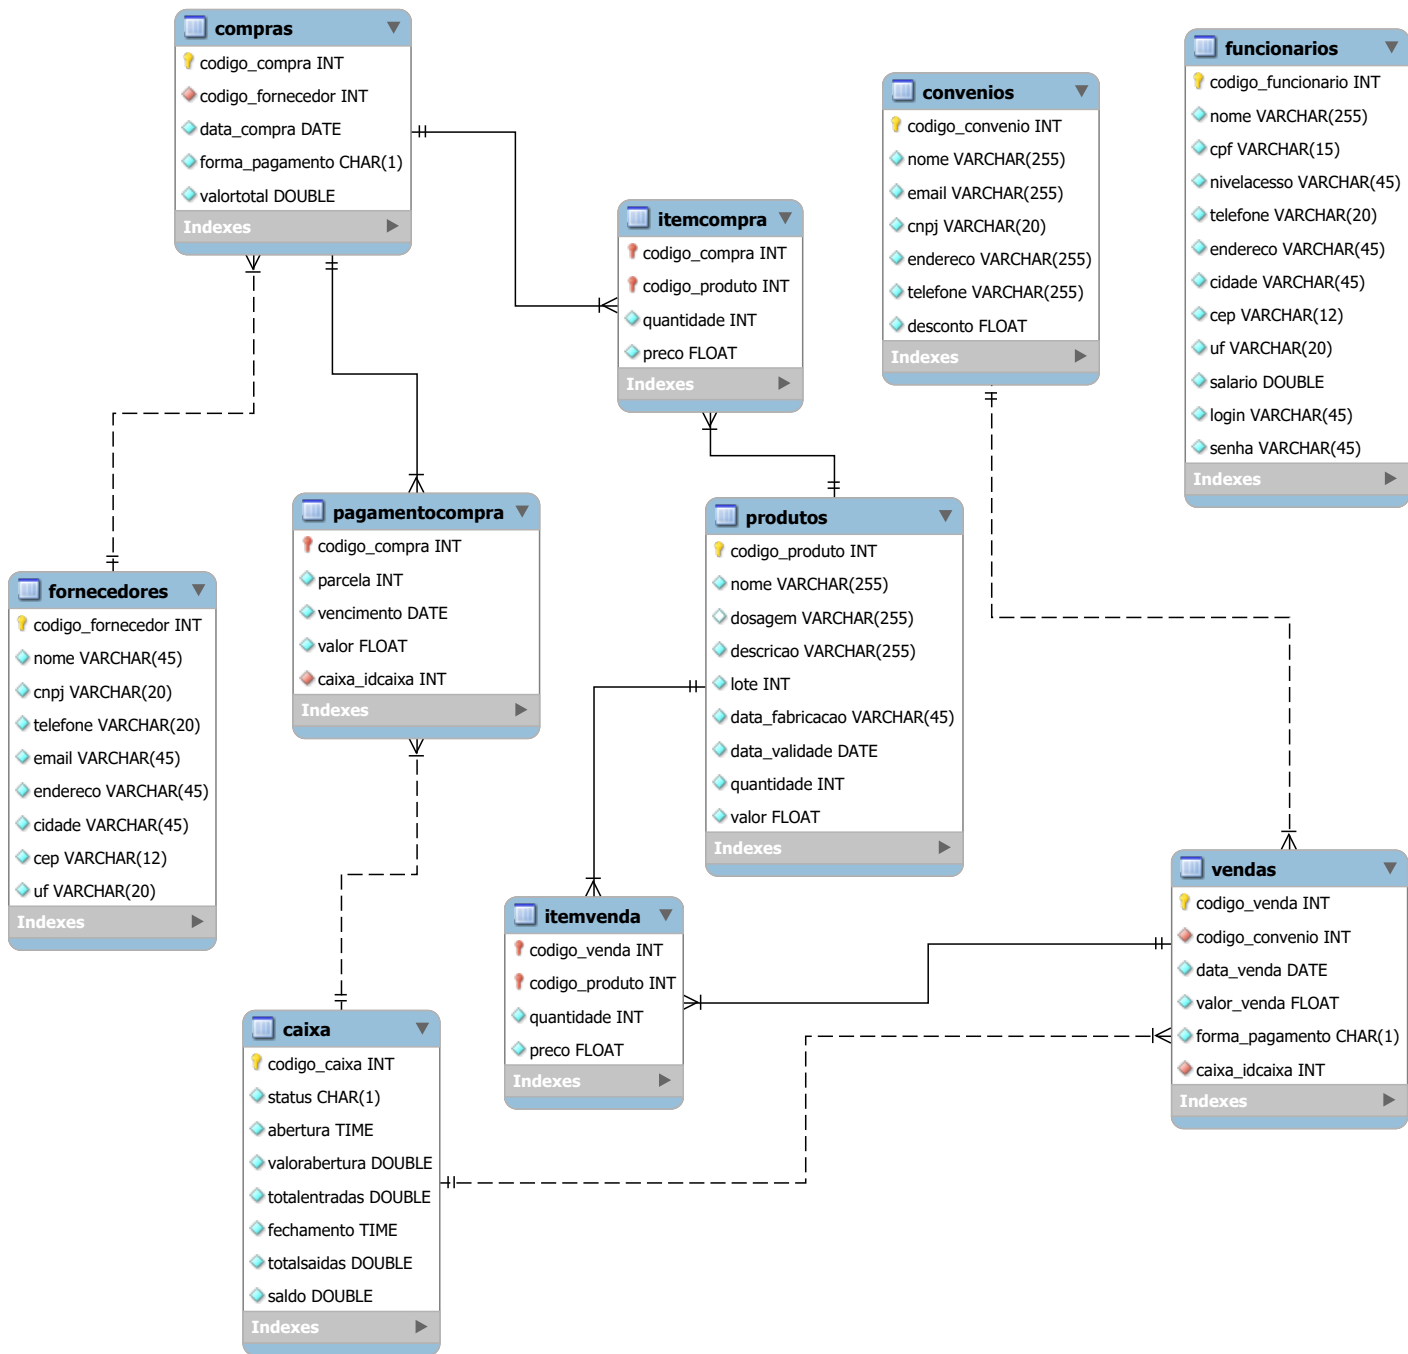 compras
codigo_compra INT
codigo_fornecedor INT
data_compra DATE
forma_pagamento CHAR(1)
valortotal DOUBLE
Indexes
funcionarios
codigo_funcionario INT
nome VARCHAR(255)
cpf VARCHAR(15)
nivelacesso VARCHAR(45)
telefone VARCHAR(20)
endereco VARCHAR(45)
cidade VARCHAR(45)
cep VARCHAR(12)
uf VARCHAR(20)
salario DOUBLE
login VARCHAR(45)
senha VARCHAR(45)
Indexes
convenios
codigo_convenio INT
nome VARCHAR(255)
email VARCHAR(255)
cnpj VARCHAR(20)
endereco VARCHAR(255)
telefone VARCHAR(255)
desconto FLOAT
Indexes
itemcompra
codigo_compra INT
codigo_produto INT
quantidade INT
preco FLOAT
Indexes
pagamentocompra
codigo_compra INT
parcela INT
vencimento DATE
valor FLOAT
caixa_idcaixa INT
Indexes
produtos
codigo_produto INT
nome VARCHAR(255)
dosagem VARCHAR(255)
descricao VARCHAR(255)
lote INT
data_fabricacao VARCHAR(45)
data_validade DATE
quantidade INT
valor FLOAT
Indexes
fornecedores
codigo_fornecedor INT
nome VARCHAR(45)
cnpj VARCHAR(20)
telefone VARCHAR(20)
email VARCHAR(45)
endereco VARCHAR(45)
cidade VARCHAR(45)
cep VARCHAR(12)
uf VARCHAR(20)
Indexes
vendas
codigo_venda INT
codigo_convenio INT
data_venda DATE
valor_venda FLOAT
forma_pagamento CHAR(1)
caixa_idcaixa INT
Indexes
itemvenda
codigo_venda INT
codigo_produto INT
quantidade INT
preco FLOAT
Indexes
caixa
codigo_caixa INT
status CHAR(1)
abertura TIME
valorabertura DOUBLE
totalentradas DOUBLE
fechamento TIME
totalsaidas DOUBLE
saldo DOUBLE
Indexes